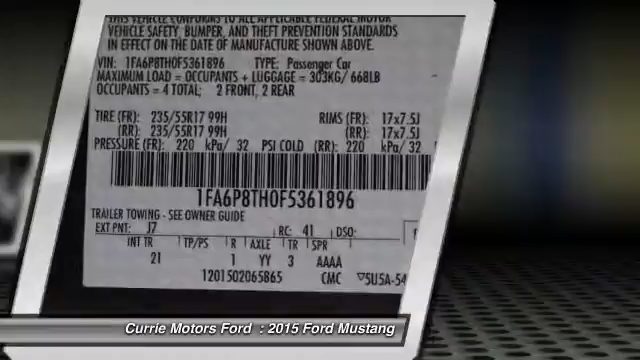 THIS VEHICLE CONFORMS TO ALL APPLICABLE FEDERAL MOTOR
VEHICLE SAFETY, BUMPER, AND THEFT PREVENTION STANDARDS
IN EFFECT ON THE DATE OF MANUFACTURE SHOWN ABOVE.
VIN: 1FA6P8TH0F5361896 TYPE: Passenger Car
MAXIMUM LOAD = OCCUPANTS + LUGGAGE = 303KG/ 668LB
OCCUPANTS = 4 TOTAL; 2 FRONT, 2 REAR
TIRE (FR): 235/55R17 99H RIMS (FR): 17x7.5J
(RR): 235/55R17 99H (RR): 17x7.5J
PRESSURE (FR): 220 kPa/ 32 PSI COLD (RR): 220 kPa/ 32
1FA6P8TH0F5361896
TRAILER TOWING - SEE OWNER GUIDE
EXT PNT: J7 RC: 41 DSO:
INT TR TP/PS R AXLE TR SPR
21 1 YY 3 AAAA
1201502065865 CMC ▽5U5A-54
Currie Motors Ford : 2015 Ford Mustang